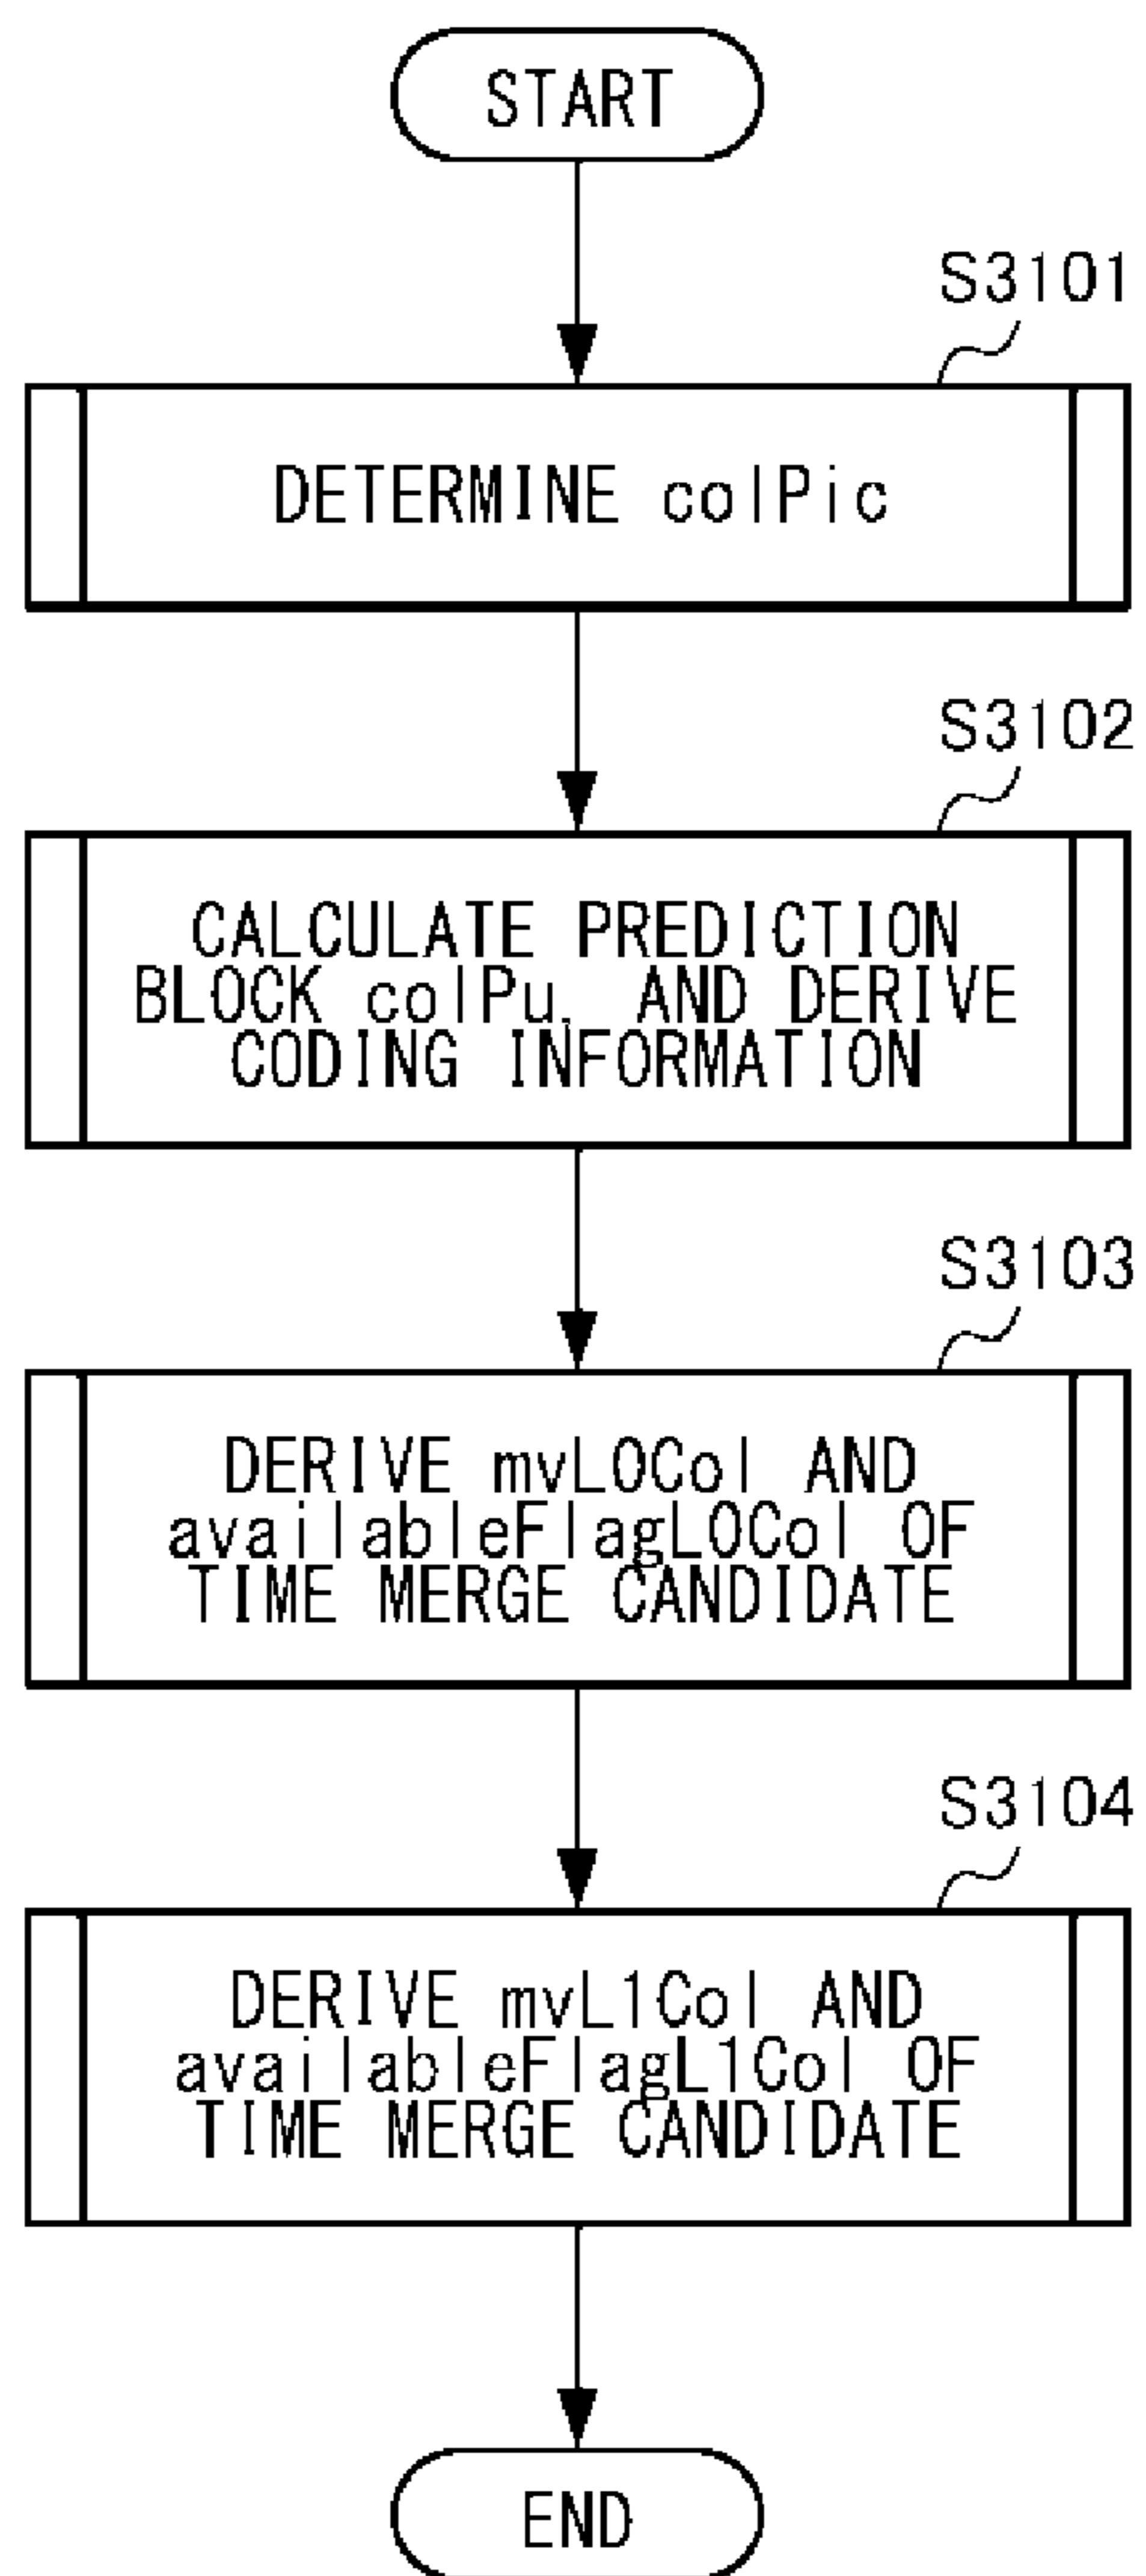 START
S3101
DETERMINE colPic
S3102
CALCULATE PREDICTION
BLOCK colPu, AND DERIVE
CODING INFORMATION
S3103
DERIVE mvL0Col AND
availableFlagL0Col OF
TIME MERGE CANDIDATE
S3104
DERIVE mvL1Col AND
availableFlagL1Col OF
TIME MERGE CANDIDATE
END